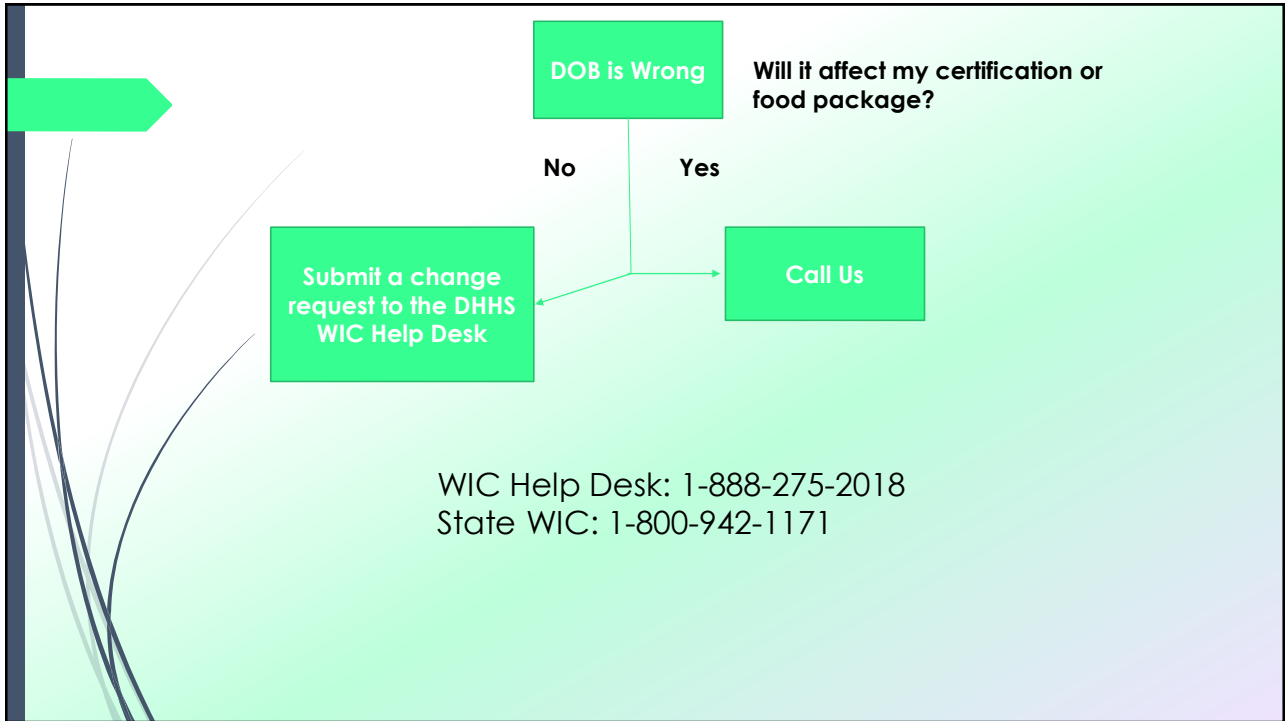 DOB is Wrong
Will it affect my certification or
food package?
No
Yes
Submit a change
request to the DHHS
WIC Help Desk
Call Us
WIC Help Desk: 1-888-275-2018
State WIC: 1-800-942-1171